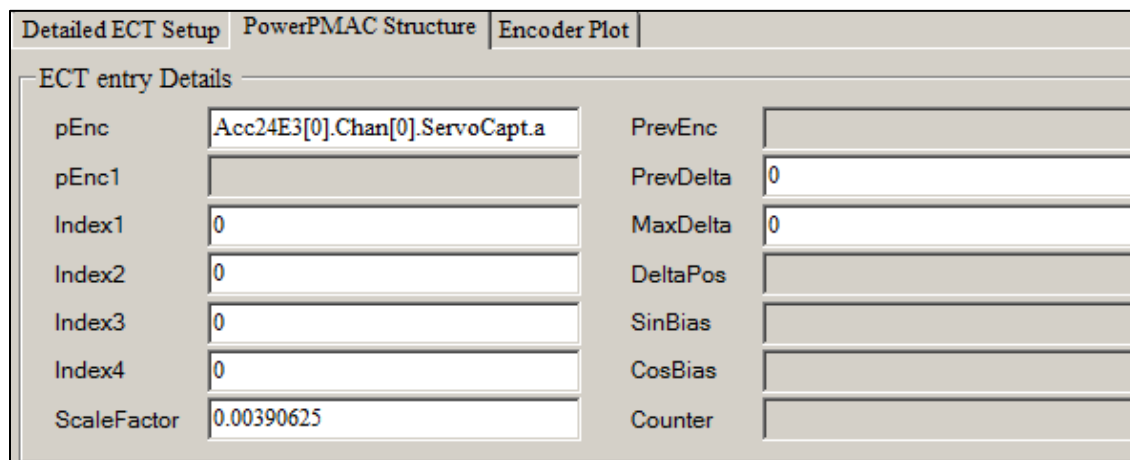 Detailed ECT Setup PowerPMAC Structure Encoder Plot
ECT entry Details
pEnc Acc24E3[0].Chan[0].ServoCapt.a PrevEnc
pEnc1 PrevDelta 0
Index1 0 MaxDelta 0
Index2 0 DeltaPos
Index3 0 SinBias
Index4 0 CosBias
ScaleFactor 0.00390625 Counter